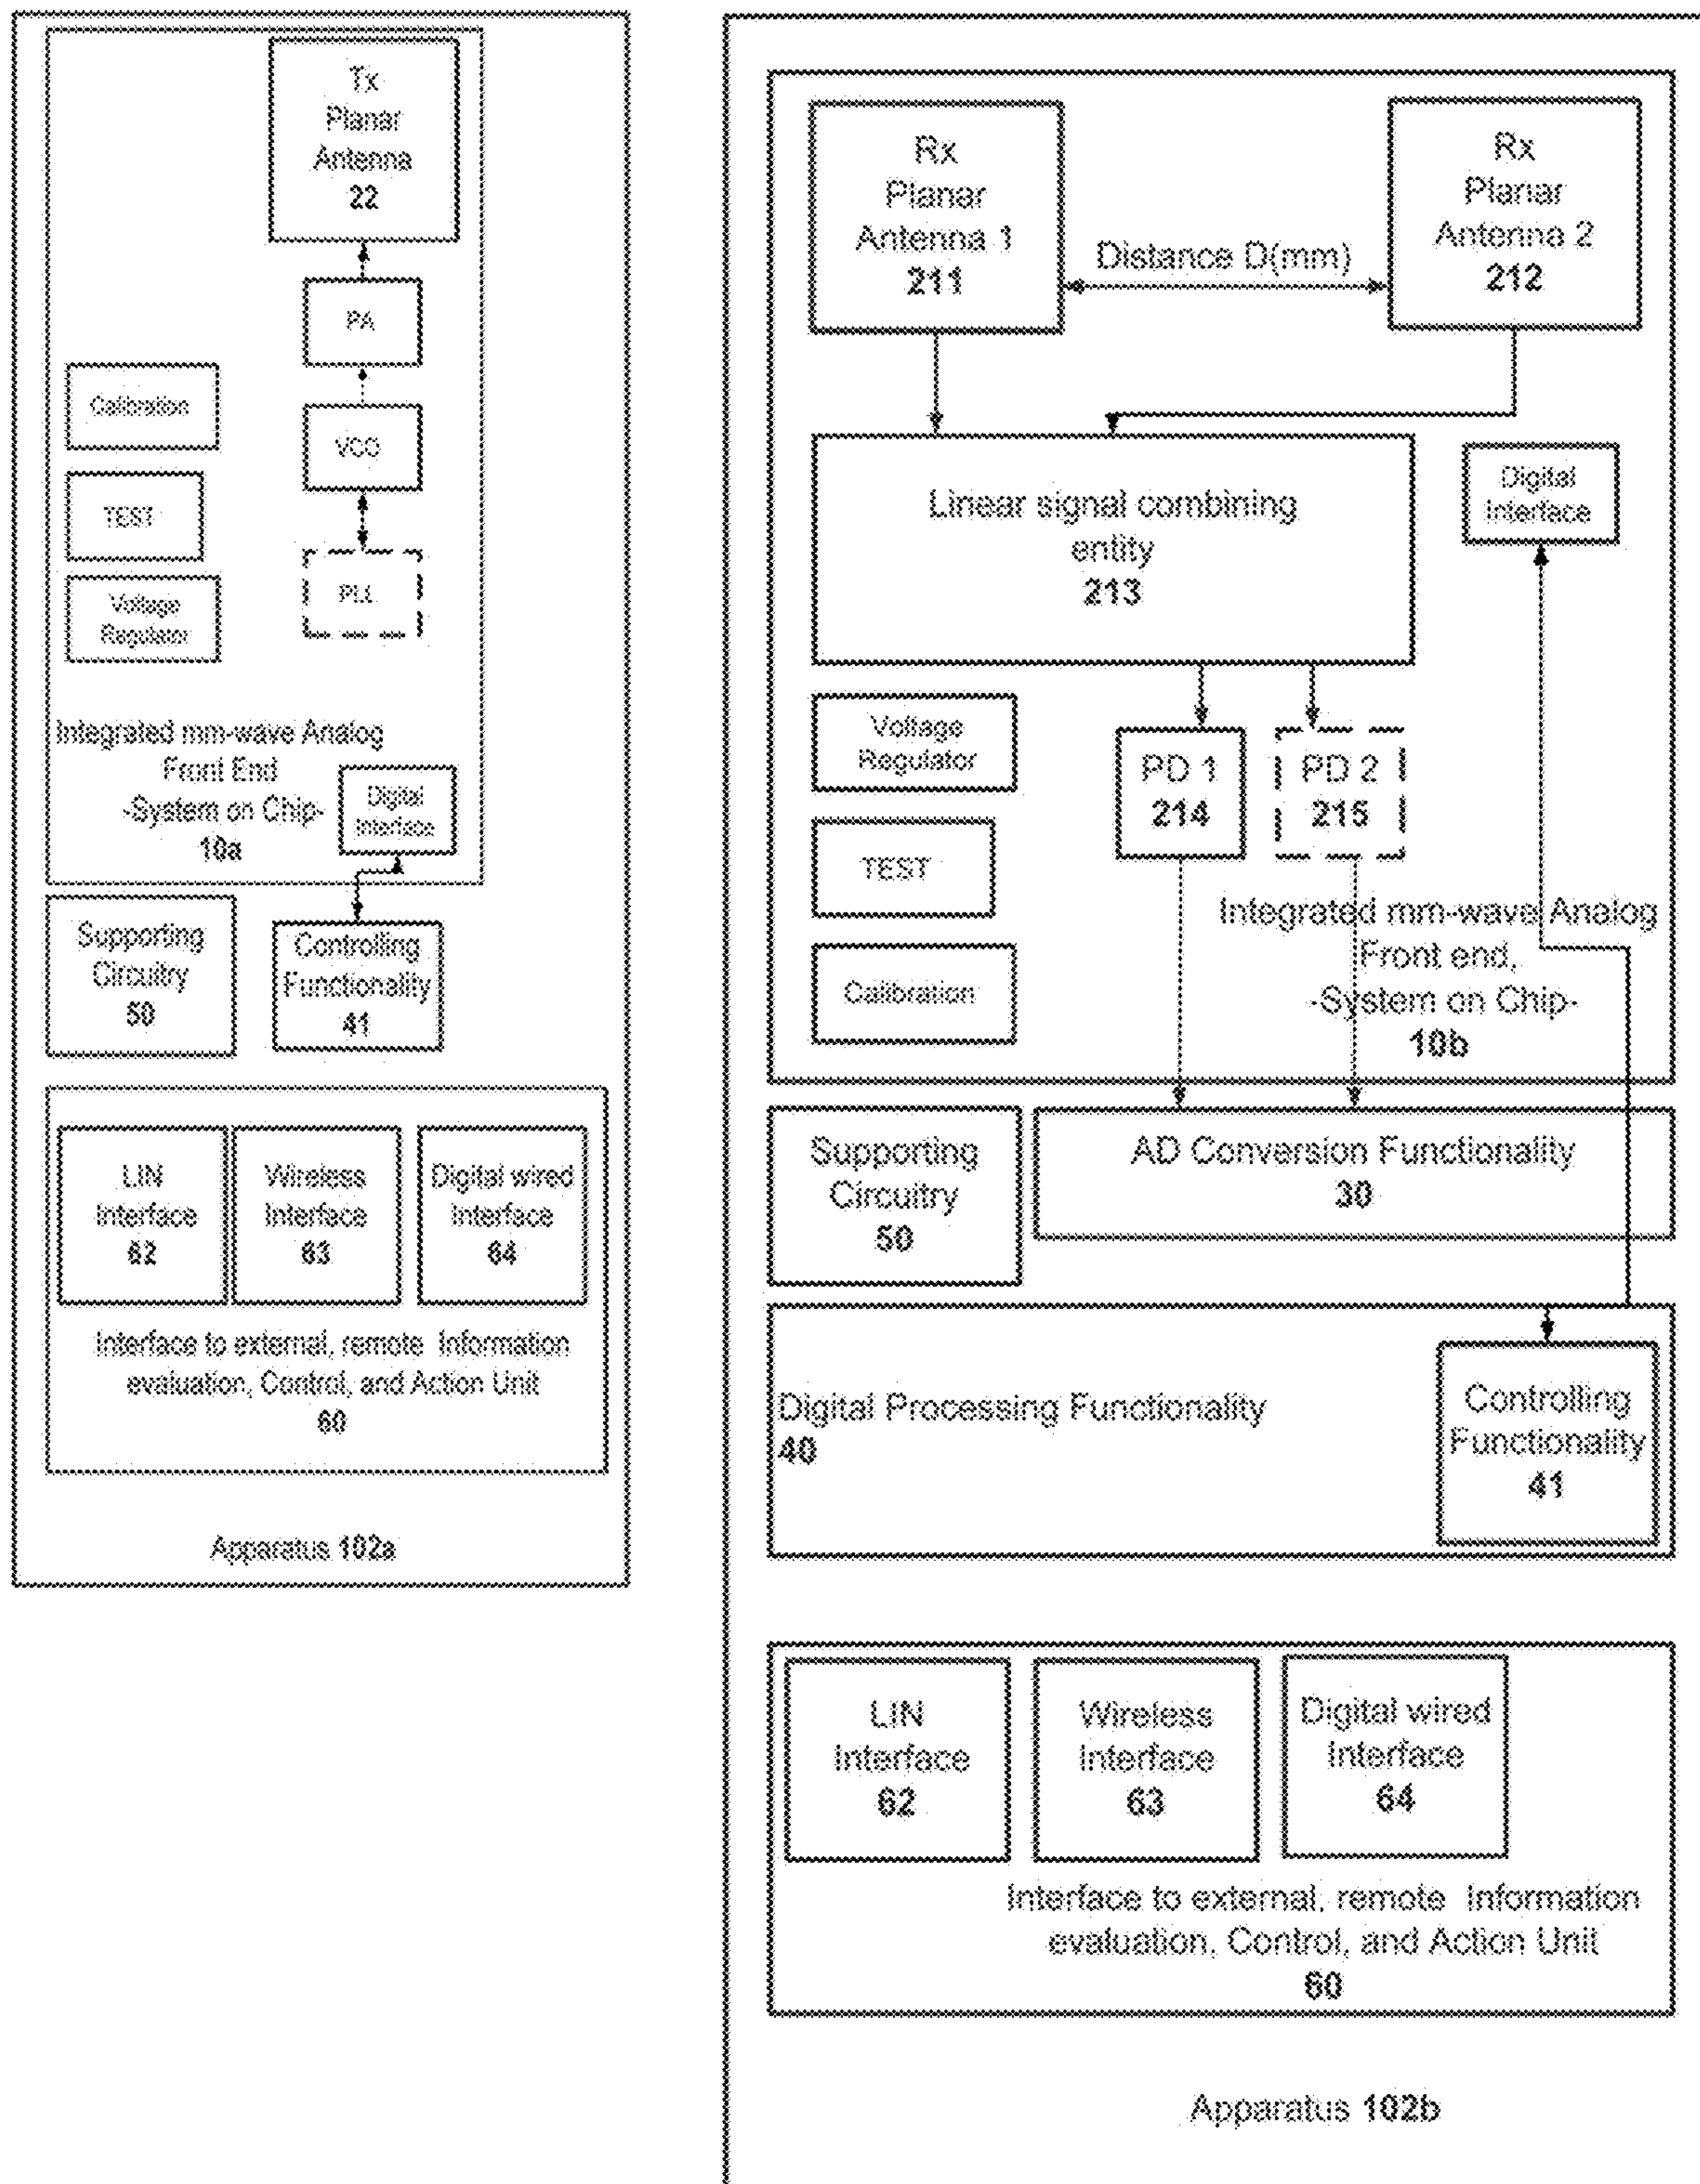 Tx
Planar
Antenna
22
PA
Calibration
VCO
TEST
PLL
Voltage
Regulator
Integrated mm-wave Analog
Front End
-System on Chip-
10a
Digital
Interface
Supporting
Circuitry
50
Controlling
Functionality
41
LIN
Interface
62
Wireless
Interface
63
Digital wired
Interface
64
Interface to external, remote Information
evaluation, Control, and Action Unit
60
Apparatus 102a
Rx
Planar
Antenna 1
211
Distance D(mm)
Rx
Planar
Antenna 2
212
Linear signal combining
entity
213
Digital
Interface
Voltage
Regulator
PD 1
214
PD 2
215
TEST
Calibration
Integrated mm-wave Analog
Front end,
-System on Chip-
10b
Supporting
Circuitry
50
AD Conversion Functionality
30
Digital Processing Functionality
40
Controlling
Functionality
41
LIN
Interface
62
Wireless
Interface
63
Digital wired
Interface
64
Interface to external, remote Information
evaluation, Control, and Action Unit
60
Apparatus 102b